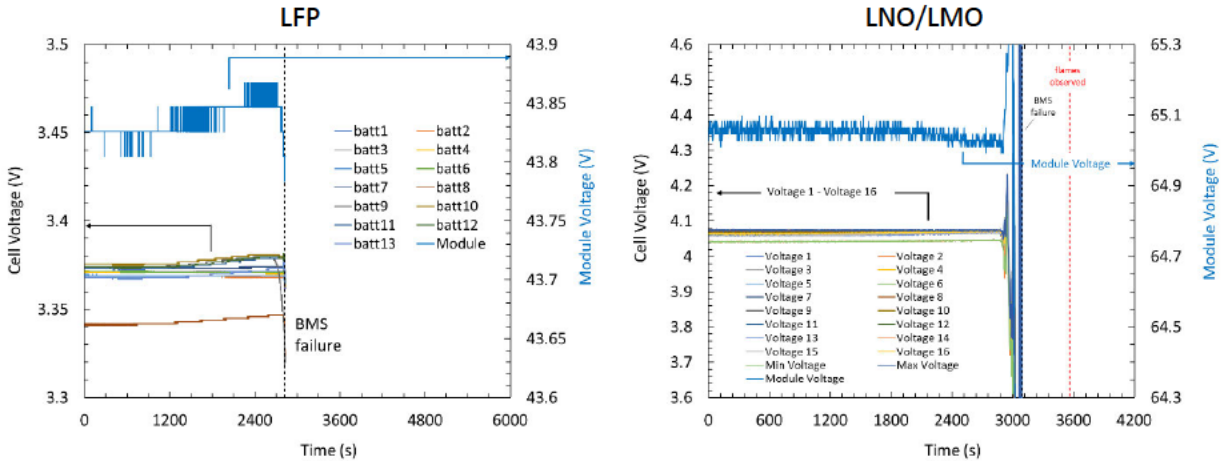 LFP
3.5
3.45
3.4
3.35
3.3
Cell Voltage (V)
43.9
43.85
43.8
43.75
43.7
43.65
43.6
Module Voltage (V)
batt1 batt2
batt3 batt4
batt5 batt6
batt7 batt8
batt9 batt10
batt11 batt12
batt13 Module
BMS
failure
0 1200 2400 3600 4800 6000
Time (s)
LNO/LMO
4.6
4.5
4.4
4.3
4.2
4.1
4
3.9
3.8
3.7
3.6
Cell Voltage (V)
65.3
65.1
64.9
64.7
64.5
64.3
Module Voltage (V)
flames
observed
BMS
failure
Module Voltage
Voltage 1 - Voltage 16
Voltage 1 Voltage 2
Voltage 3 Voltage 4
Voltage 5 Voltage 6
Voltage 7 Voltage 8
Voltage 9 Voltage 10
Voltage 11 Voltage 12
Voltage 13 Voltage 14
Voltage 15 Voltage 16
Min Voltage Max Voltage
Module Voltage
0 600 1200 1800 2400 3000 3600 4200
Time (s)